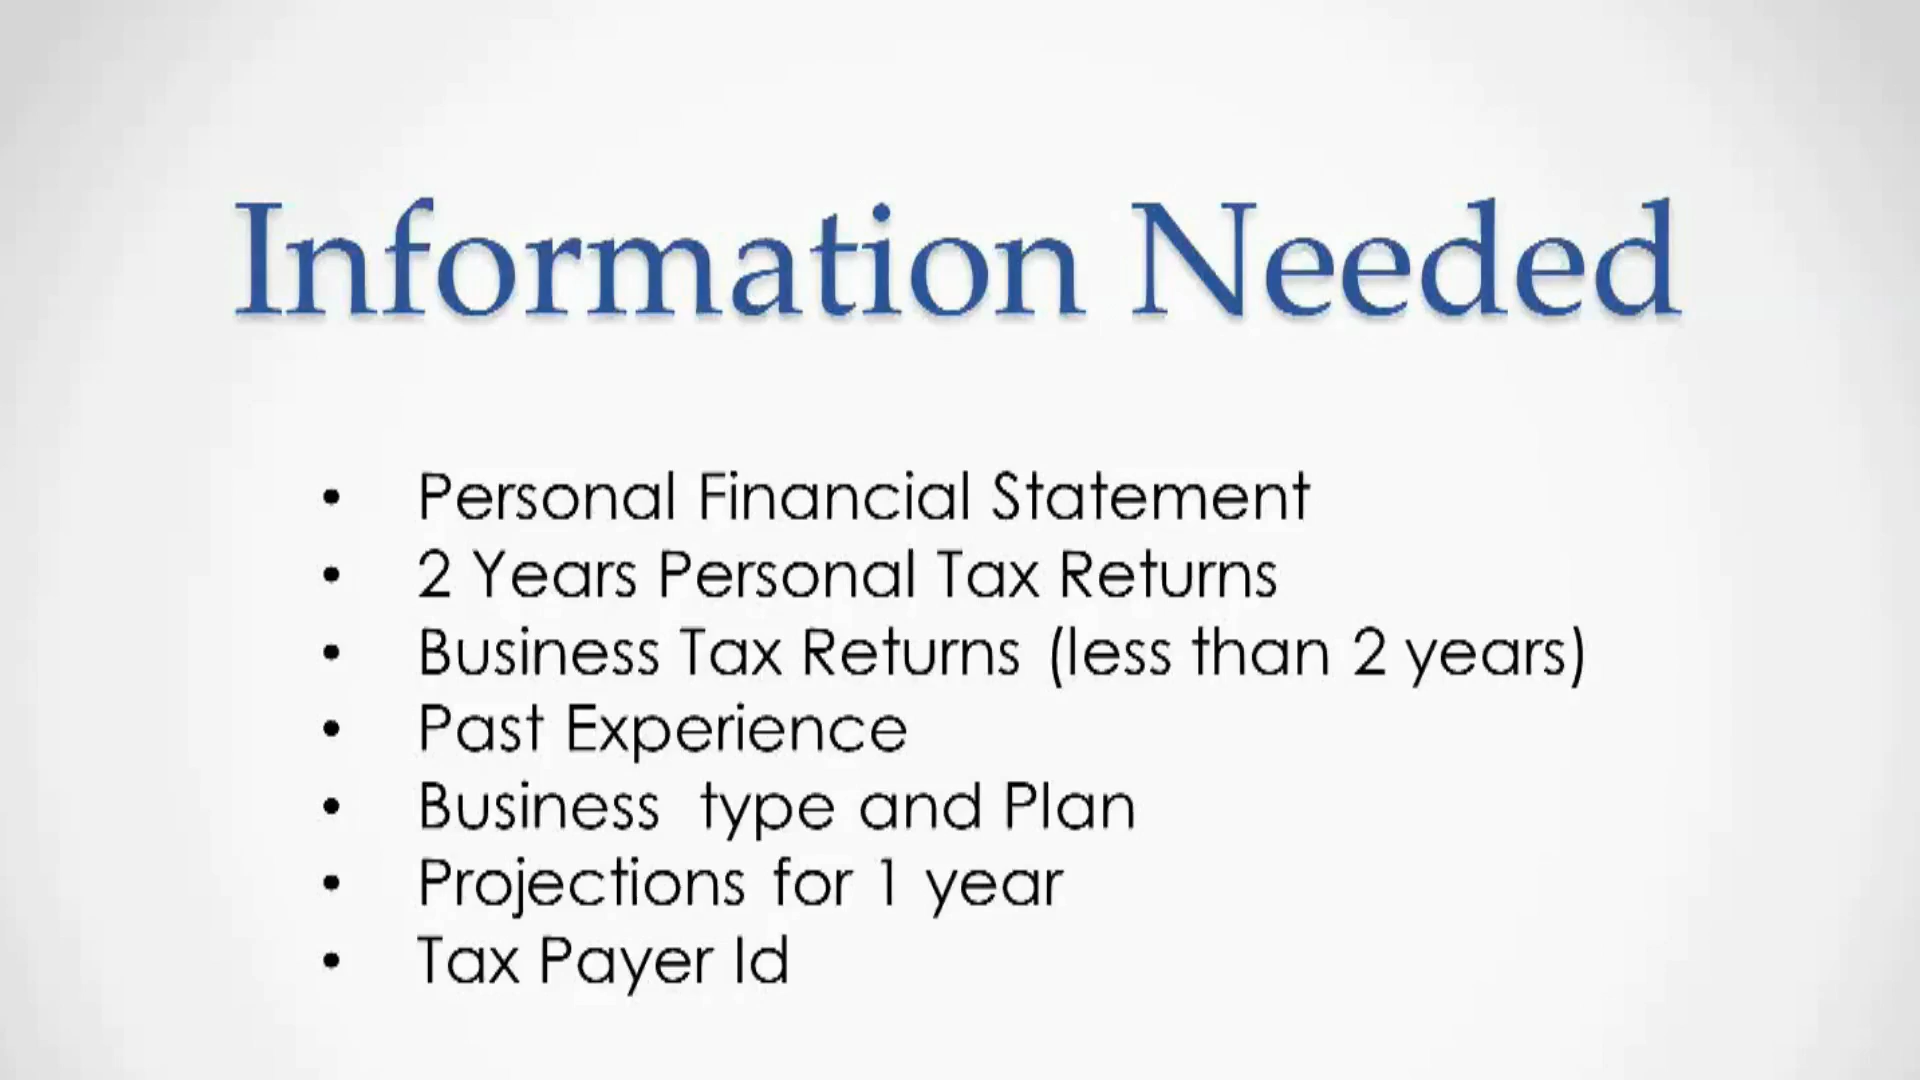 Information Needed
• Personal Financial Statement
• 2 Years Personal Tax Returns
• Business Tax Returns (less than 2 years)
• Past Experience
• Business  type and Plan
• Projections for 1 year
• Tax Payer Id